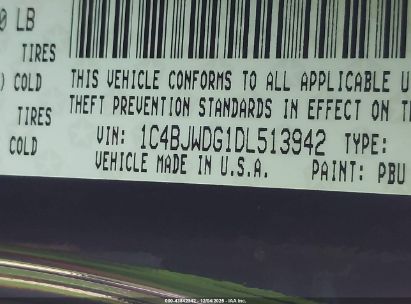 0 LB
TIRES
) COLD
THIS VEHICLE CONFORMS TO ALL APPLICABLE U
THEFT PREVENTION STANDARDS IN EFFECT ON T
TIRES
VIN: 1C4BJWDG1DL513942 TYPE:
COLD
VEHICLE MADE IN U.S.A. PAINT: PBU